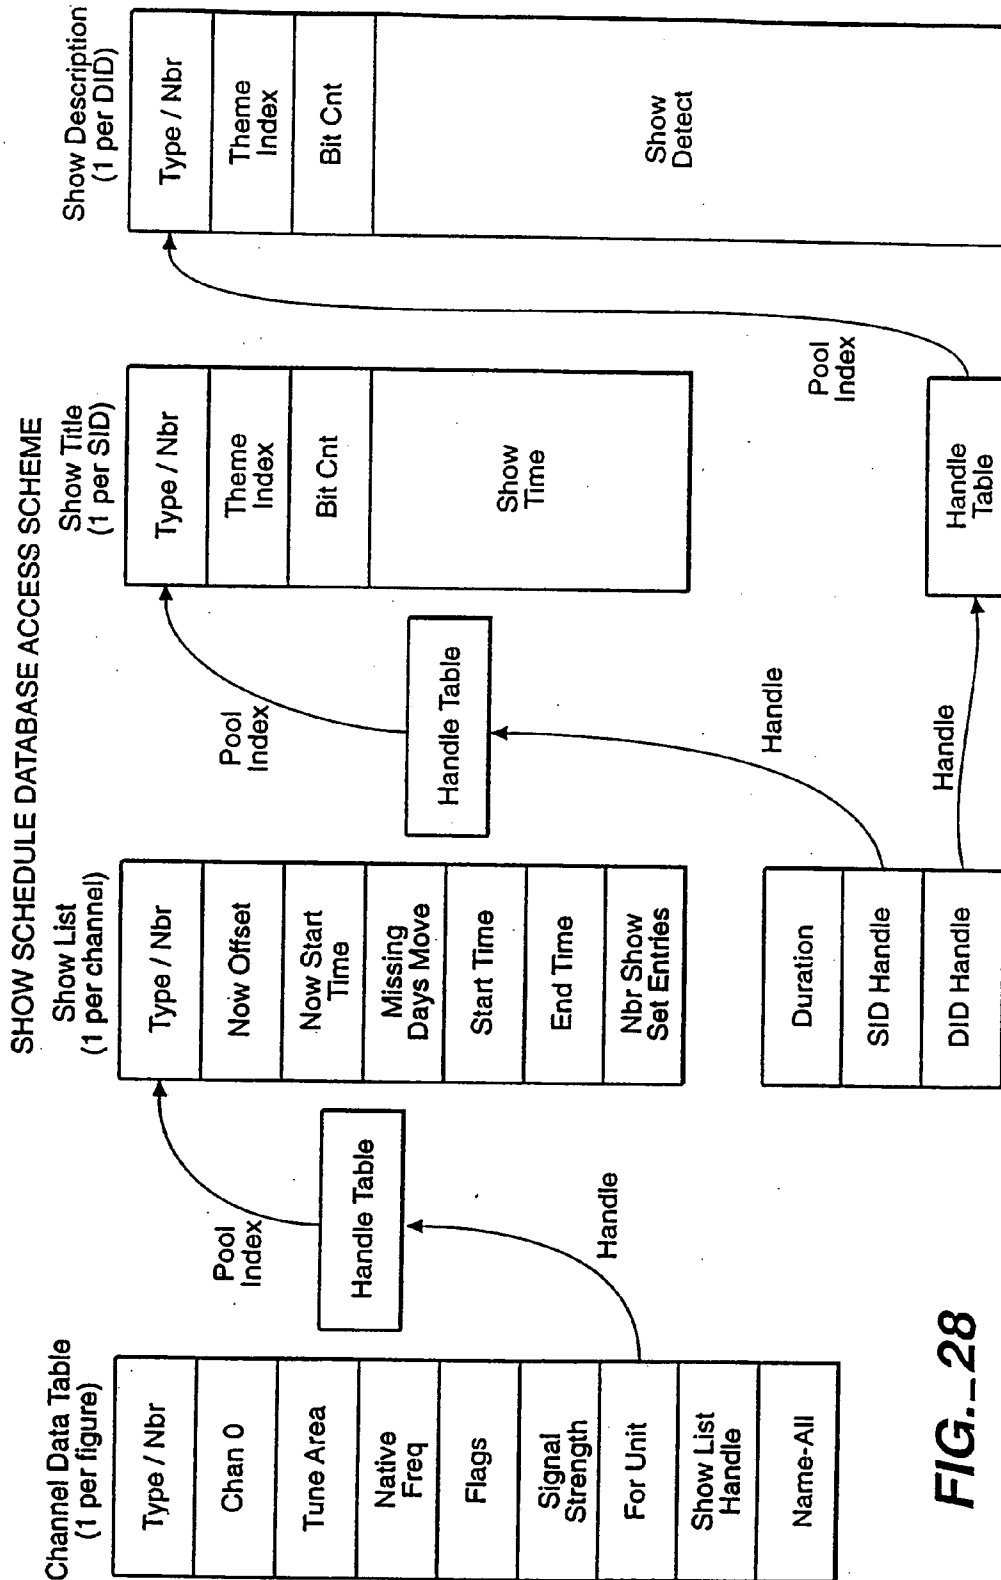 SHOW SCHEDULE DATABASE ACCESS SCHEME
Channel Data Table
(1 per figure)
Type / Nbr
Chan 0
Tune Area
Native
Freq
Flags
Signal
Strength
For Unit
Show List
Handle
Name-All
Handle
Handle Table
Pool
Index
Show List
(1 per channel)
Type / Nbr
Now Offset
Now Start
Time
Missing
Days Move
Start Time
End Time
Nbr Show
Set Entries
Duration
SID Handle
DID Handle
Handle
Handle Table
Pool
Index
Show Title
(1 per SID)
Type / Nbr
Theme
Index
Bit Cnt
Show
Time
Handle
Handle
Table
Pool
Index
Show Description
(1 per DID)
Type / Nbr
Theme
Index
Bit Cnt
Show
Detect
FIG._28